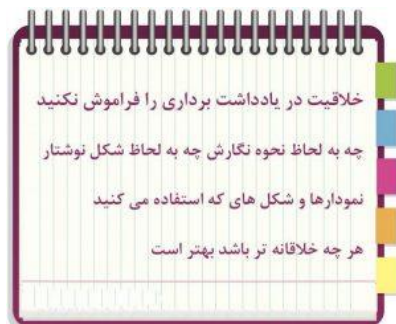 خلاقیت در یادداشت برداری را فراموش نکنید
چه به لحاظ نحوه نگارش چه به لحاظ شکل نوشتار
نمودارها و شکل های که استفاده می کنید
هر چه خلاقانه تر باشد بهتر است